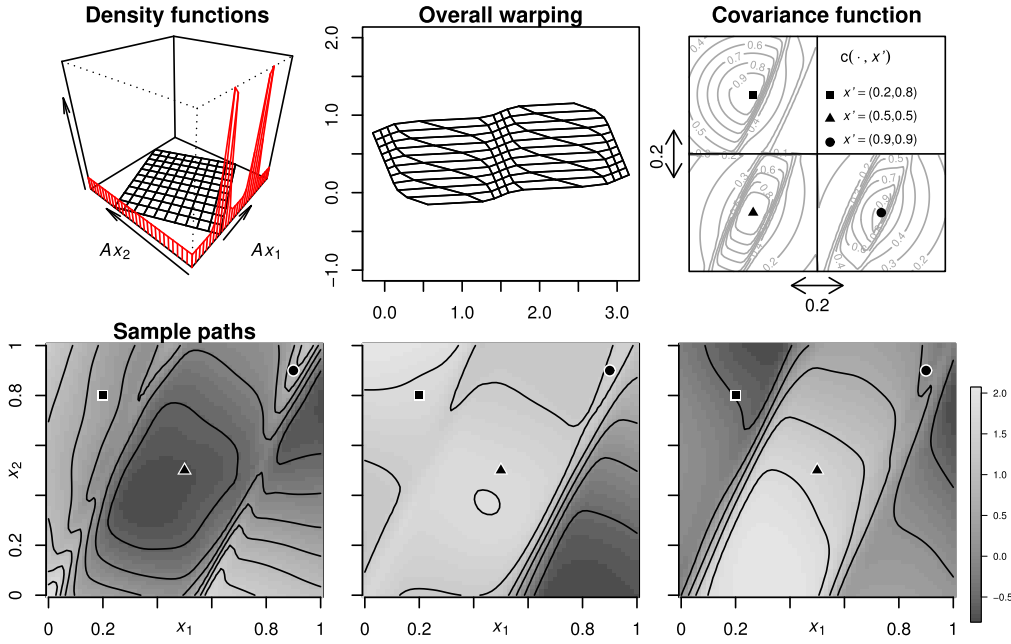 Density functions
Overall warping
Covariance function
Ax₂
Ax₁
2.0
1.0
0.0
−1.0
0.0
1.0
2.0
3.0
c( · , x')
x' = (0.2,0.8)
x' = (0.5,0.5)
x' = (0.9,0.9)
0.2
0.2
Sample paths
1
0.8
x₂
0.2
0
0
0.2
x₁
0.8
1
0
0.2
x₁
0.8
1
0
0.2
x₁
0.8
1
2.0
1.5
1.0
0.5
0.0
−0.5